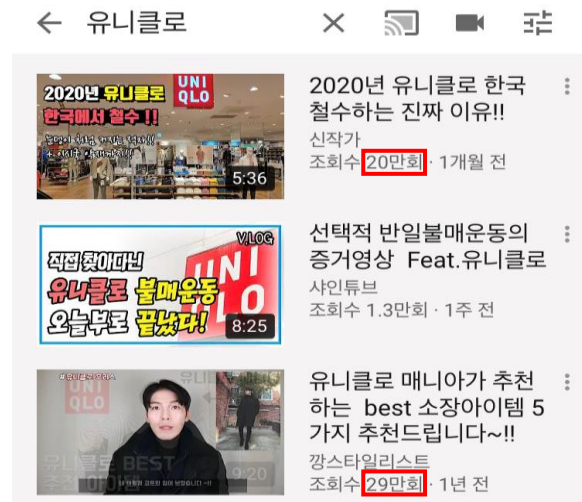 유니클로
UNI
QLO
2020년 유니클로
한국에서 철수 !!
5:36
2020년 유니클로 한국
철수하는 진짜 이유!!
신작가
조회수 20만회 · 1개월 전
V,LOG
직접 찾아다닌
유니클로 불매운동
오늘부로 끝났다!
UNI
LO
8:25
선택적 반일불매운동의
증거영상 Feat.유니클로
샤인튜브
조회수 1.3만회 · 1주 전
UNI
QLO
유니클로 BEST
추천 아이템
9:20
유니클로 매니아가 추천
하는 best 소장아이템 5
가지 추천드립니다~!!
깡스타일리스트
조회수 29만회 · 1년 전